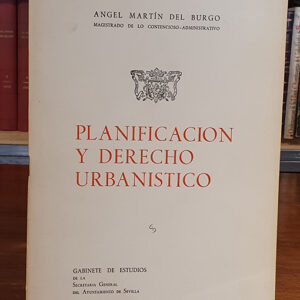 ANGEL MARTÍN DEL BURGO
MAGISTRADO DE LO CONTENCIOSO-ADMINISTRATIVO
PLANIFICACION
Y DERECHO
URBANISTICO
GABINETE DE ESTUDIOS
DE LA
SECRETARIA GENERAL
DEL AYUNTAMIENTO DE SEVILLA